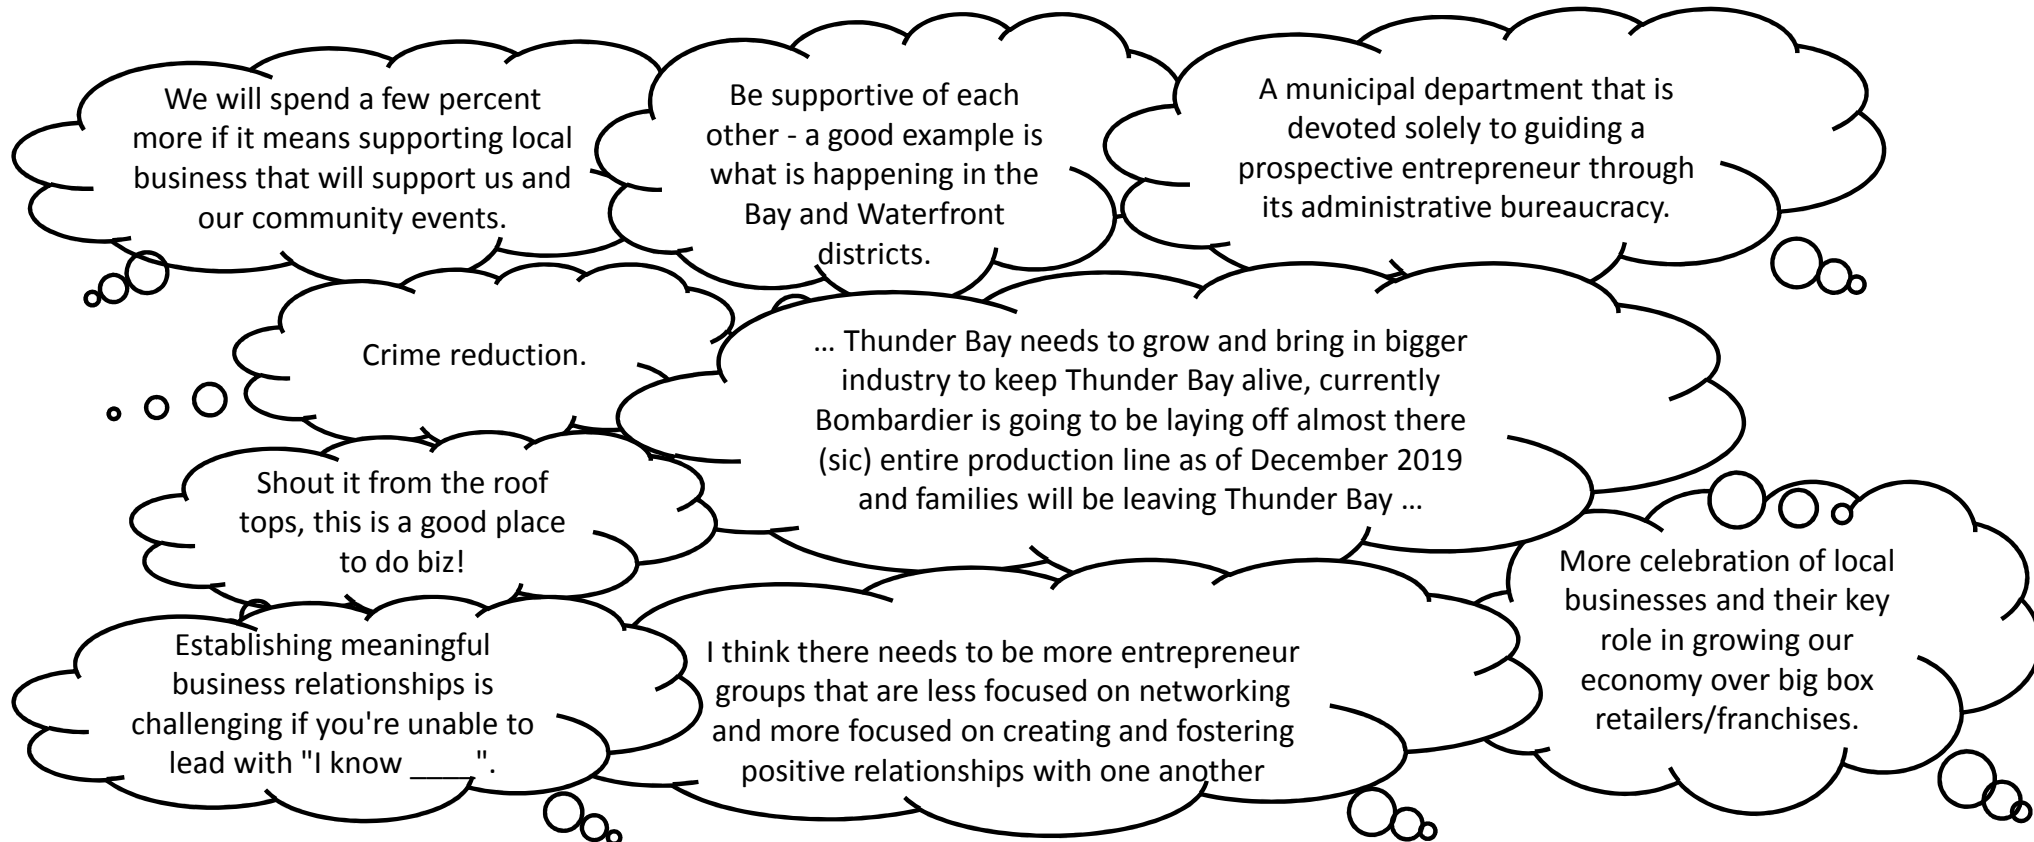 We will spend a few percent
more if it means supporting local
business that will support us and
our community events.
Be supportive of each
other - a good example is
what is happening in the
Bay and Waterfront
districts.
A municipal department that is
devoted solely to guiding a
prospective entrepreneur through
its administrative bureaucracy.
Crime reduction.
... Thunder Bay needs to grow and bring in bigger
industry to keep Thunder Bay alive, currently
Bombardier is going to be laying off almost there
(sic) entire production line as of December 2019
and families will be leaving Thunder Bay ...
Shout it from the roof
tops, this is a good place
to do biz!
More celebration of local
businesses and their key
role in growing our
economy over big box
retailers/franchises.
Establishing meaningful
business relationships is
challenging if you're unable to
lead with "I know ____".
I think there needs to be more entrepreneur
groups that are less focused on networking
and more focused on creating and fostering
positive relationships with one another